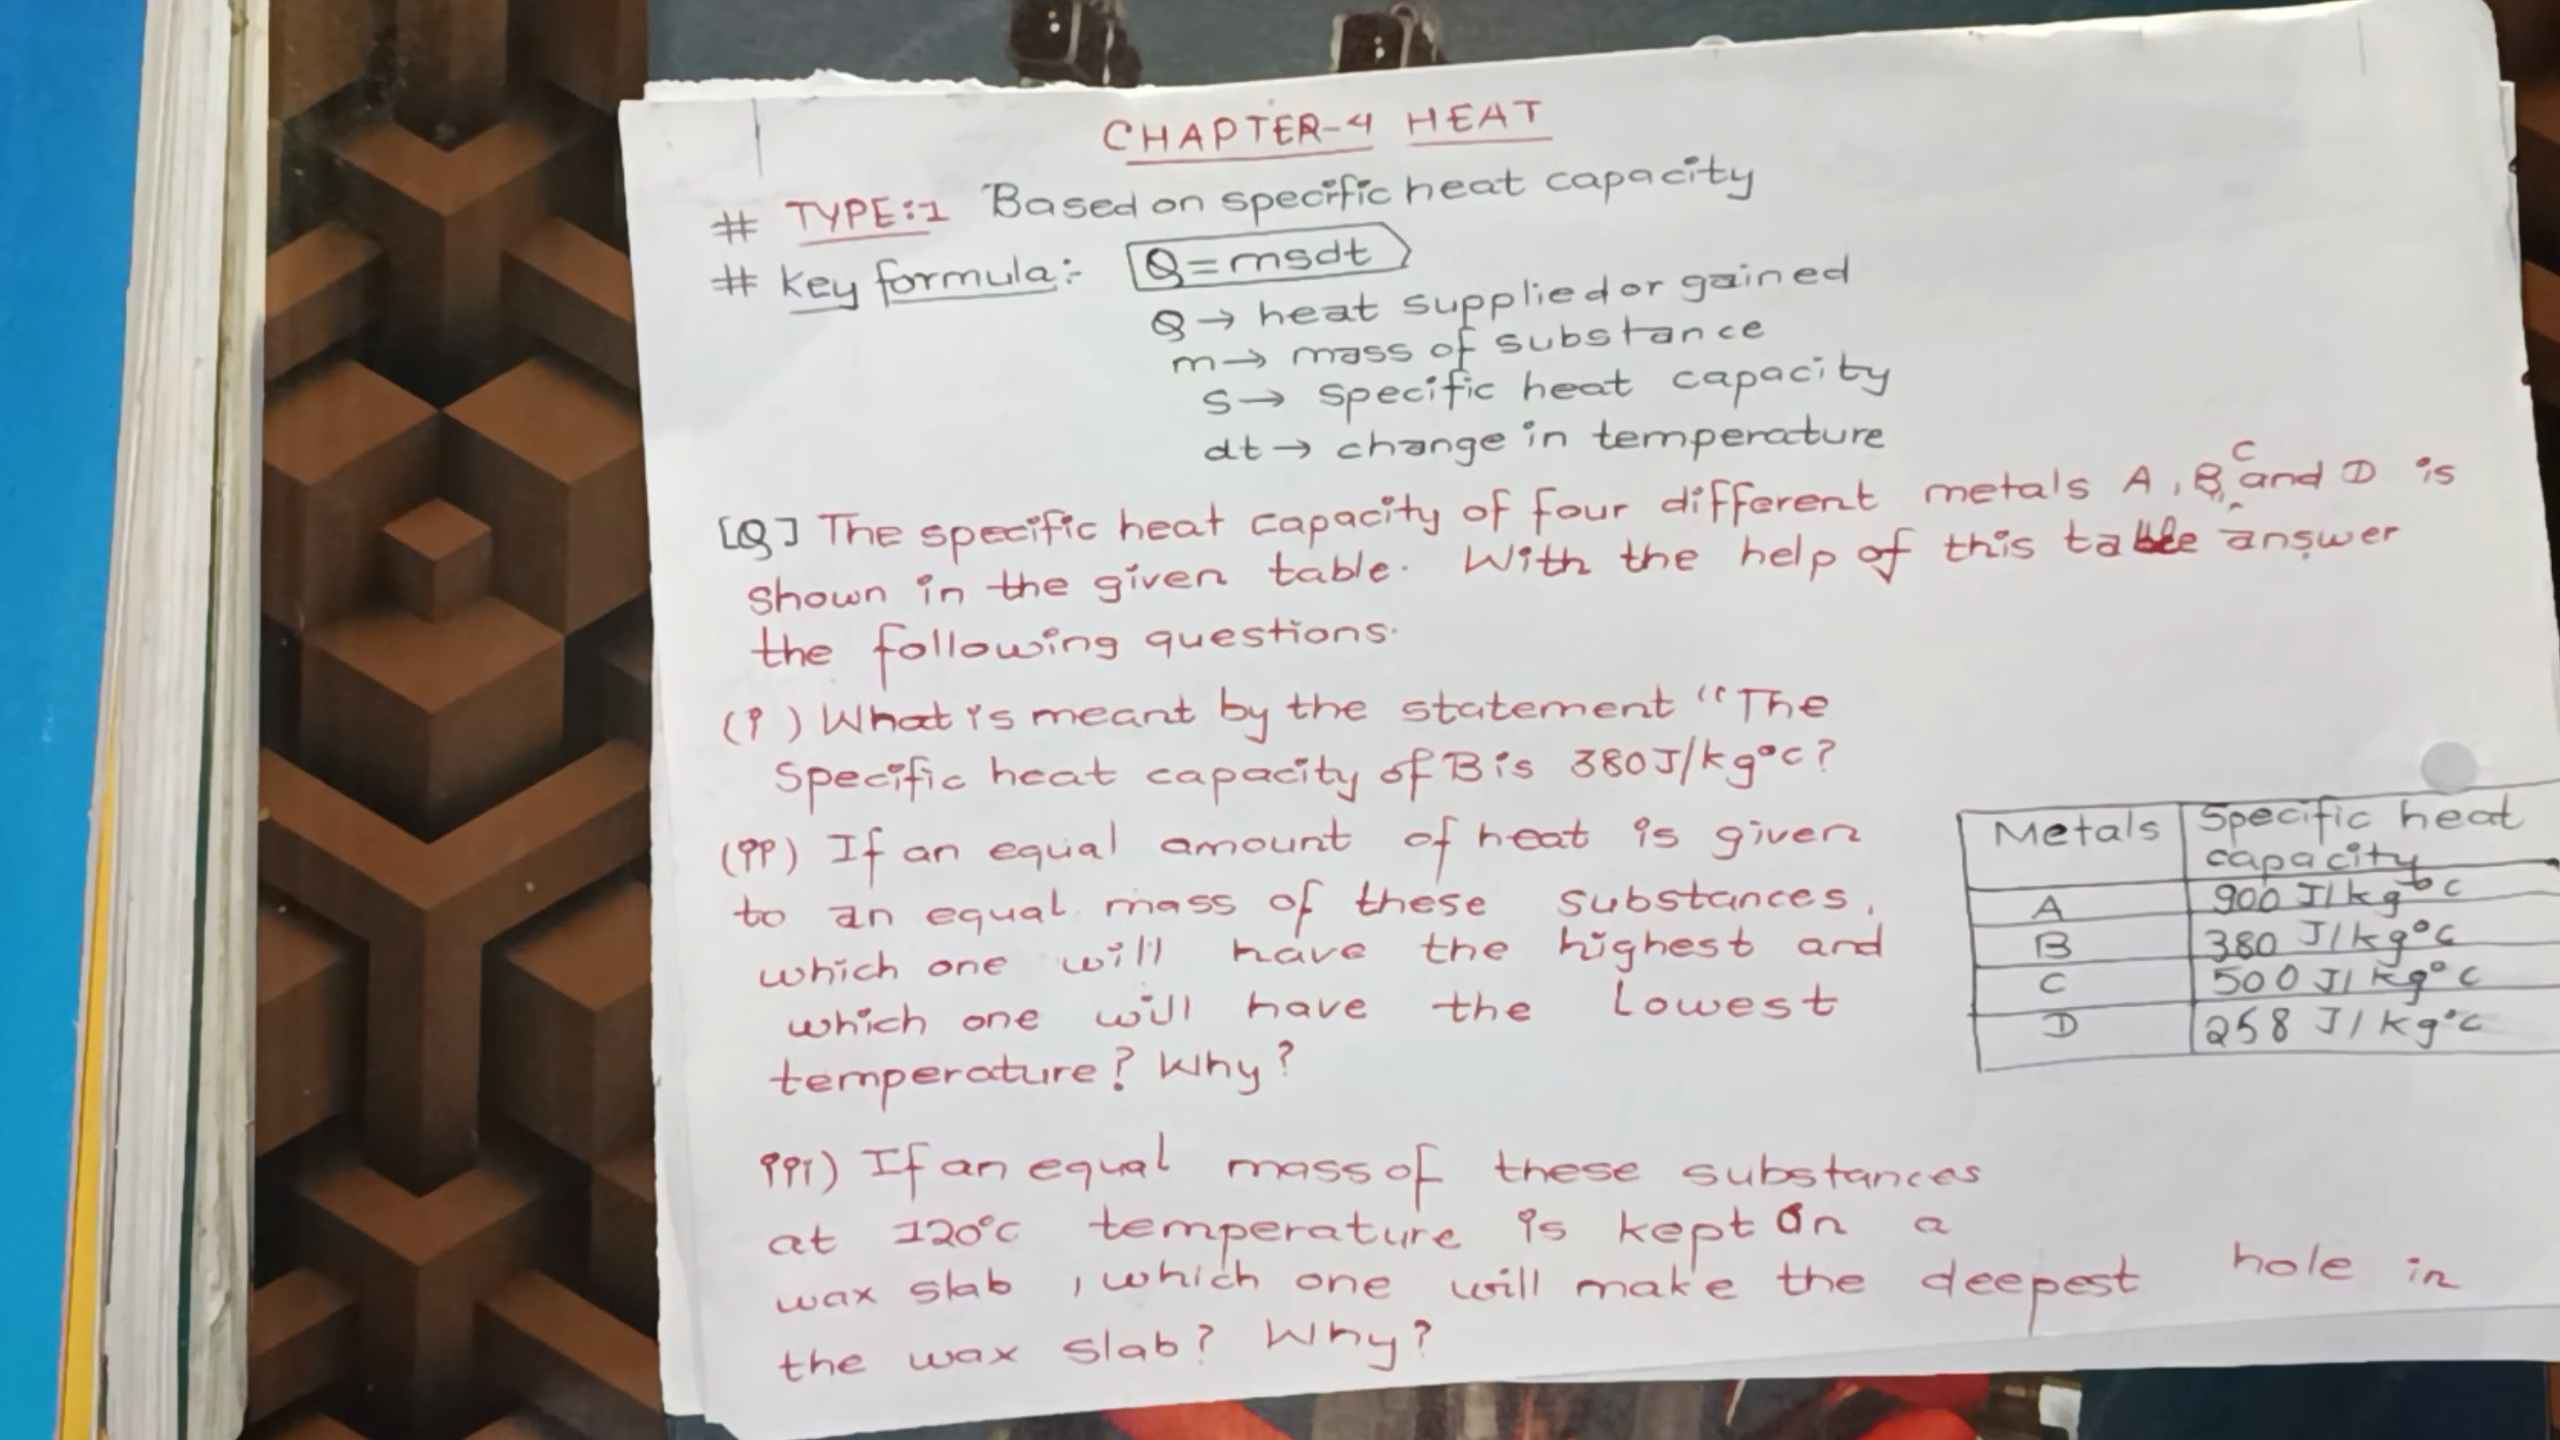 CHAPTER-4 HEAT
# TYPE:1 Based on specific heat capacity
# key formula:- Q=msdt
Q→ heat supplied or gained
m→ mass of substance
s→ specific heat capacity
dt→ change in temperature
[Q] The specific heat capacity of four different metals A, B, C and D is
shown in the given table. With the help of this table answer
the following questions.
(i) What is meant by the statement "The
specific heat capacity of B is 380J/kg°c?
(ii) If an equal amount of heat is given
to an equal mass of these substances,
which one will have the highest and
which one will have the lowest
temperature? Why?
Metals | Specific heat
capacity
A | 900 J/kg°c
B | 380 J/kg°c
C | 500 J/kg°c
D | 258 J/kg°c
iii) If an equal mass of these substances
at 120°c temperature is kept on a
wax slab, which one will make the deepest hole in
the wax slab? Why?